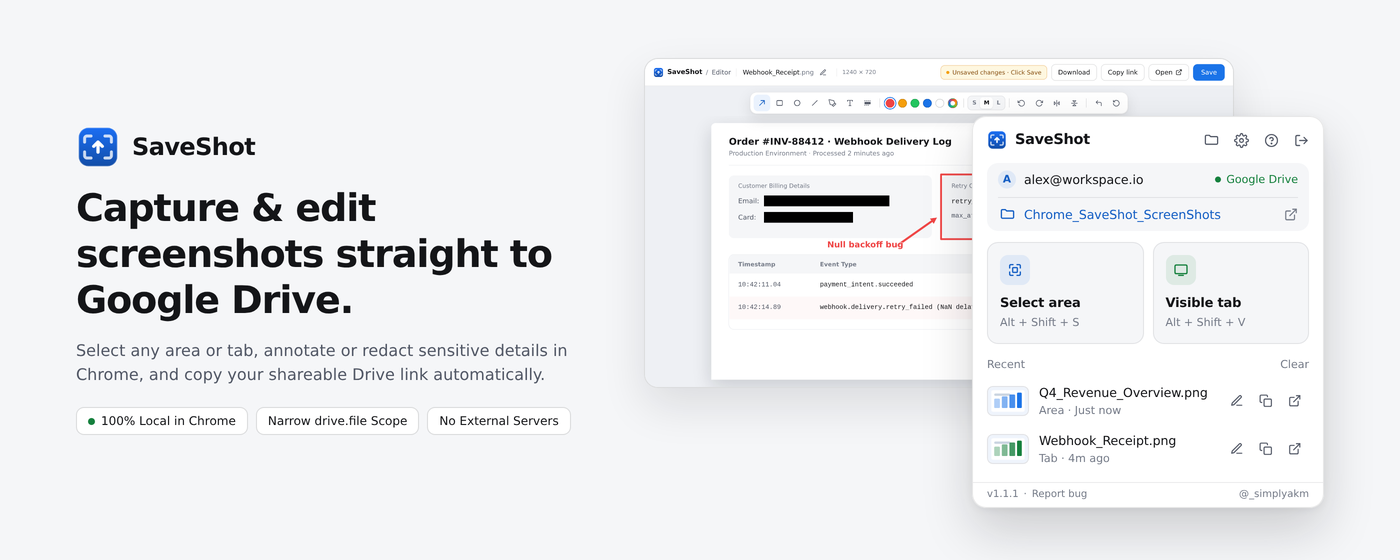 SaveShot
Capture & edit
screenshots straight to
Google Drive.
Select any area or tab, annotate or redact sensitive details in
Chrome, and copy your shareable Drive link automatically.
100% Local in Chrome
Narrow drive.file Scope
No External Servers
SaveShot / Editor Webhook_Receipt.png 1240 × 720 Unsaved changes · Click Save Download Copy link Open Save
T S M L
Order #INV-88412 · Webhook Delivery Log
Production Environment · Processed 2 minutes ago
Customer Billing Details
Email:
Card:
Retry
retry_
Null backoff bug
Timestamp Event Type
10:42:11.04 payment_intent.succeeded
10:42:14.89 webhook.delivery.retry_failed (NaN
SaveShot
A alex@workspace.io Google Drive
Chrome_SaveShot_ScreenShots
Select area
Alt + Shift + S
Visible tab
Alt + Shift + V
Recent Clear
Q4_Revenue_Overview.png
Area · Just now
Webhook_Receipt.png
Tab · 4m ago
v1.1.1 · Report bug @_simplyakm